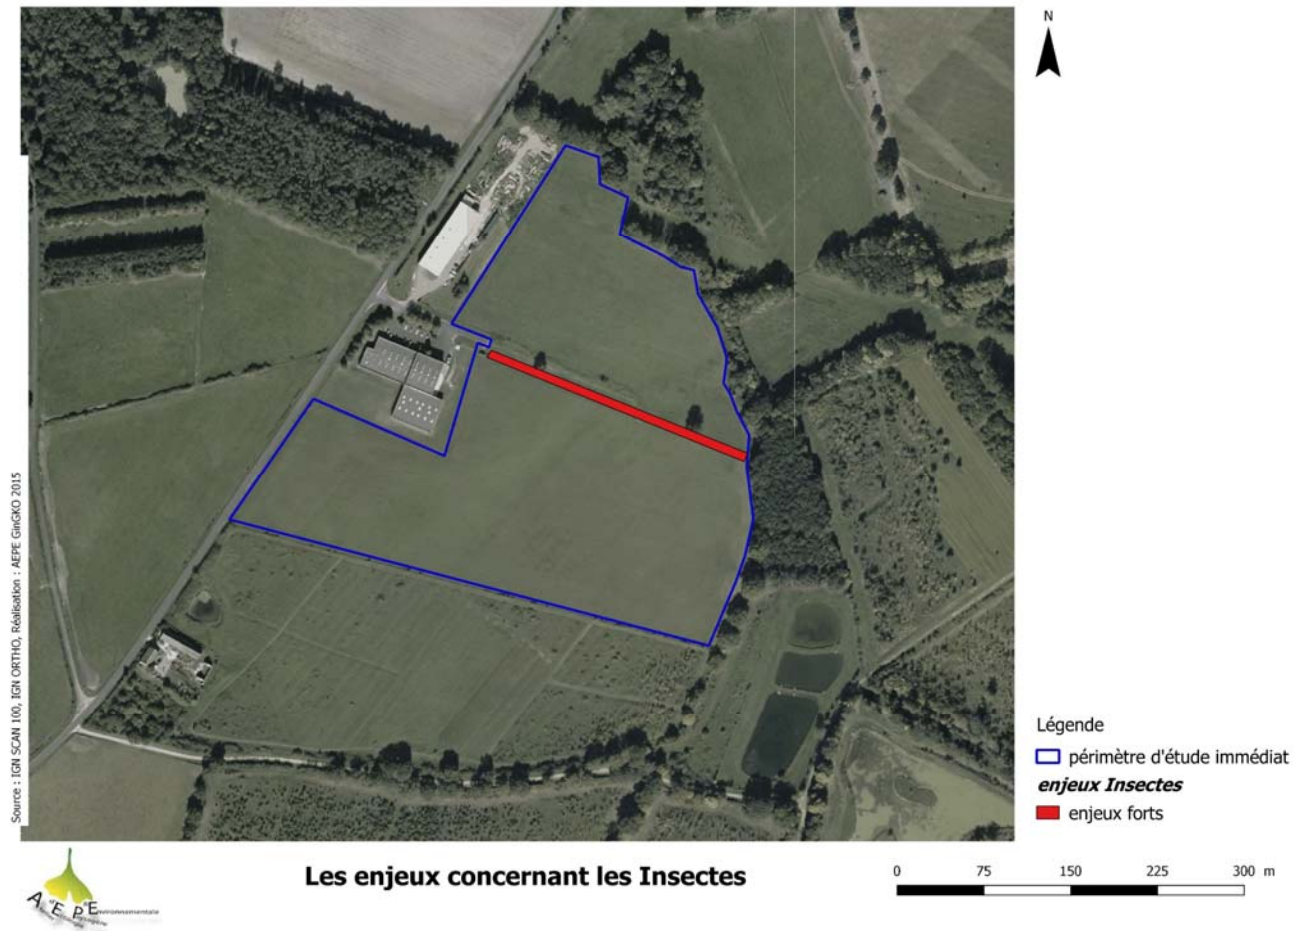 N
Source : IGN SCAN 100, IGN ORTHO, Réalisation : AEPE GinGKO 2015
Légende
périmètre d'étude immédiat
enjeux Insectes
enjeux forts
Les enjeux concernant les Insectes
0 75 150 225 300 m
A E P E
Environnementale